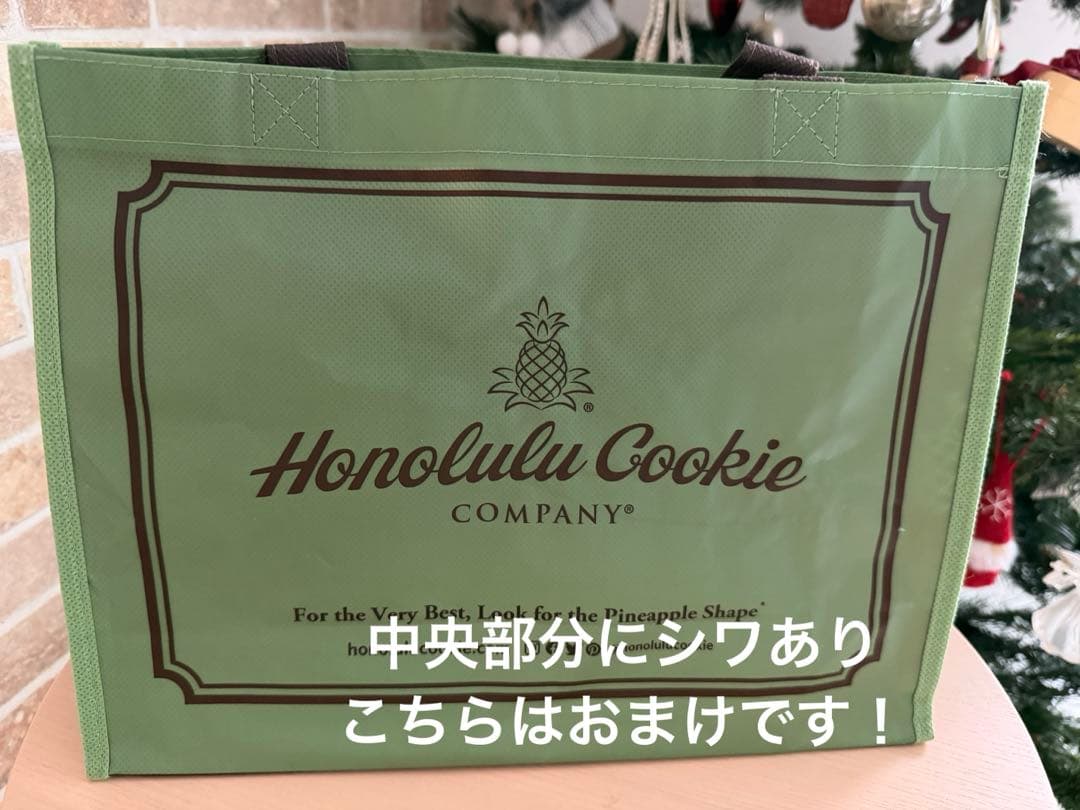 Honolulu Cookie
COMPANY®
For the Very Best, Look for the Pineapple Shape
中央部分にシワあり
こちらはおまけです！